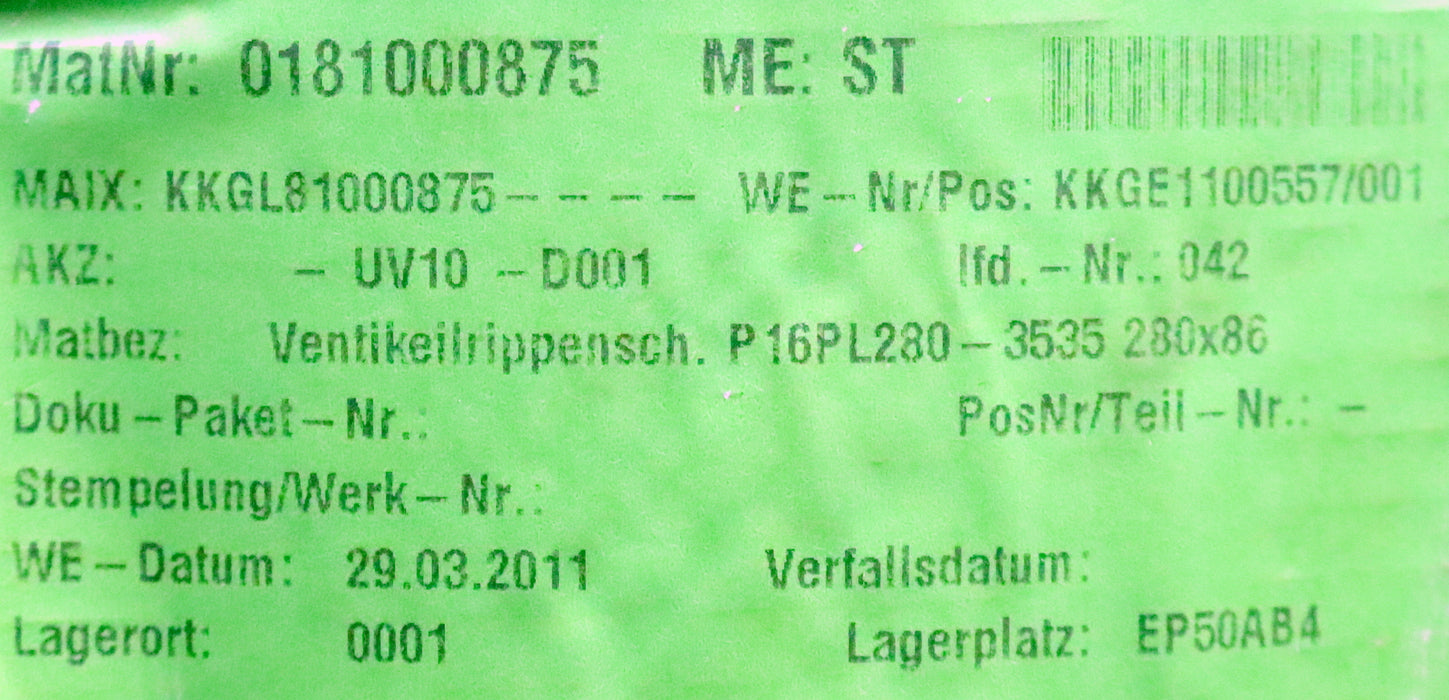 MatNr: 0181000875 ME: ST
MAIX: KKGL81000875- - - - - WE-Nr/Pos: KKGE1100557/001
AKZ: - UV10 -D001 lfd.-Nr.: 042
Matbez: Ventikeilrippensch. P16PL280-3535 280x86
Doku-Paket-Nr.: PosNr/Teil-Nr.: -
Stempelung/Werk-Nr.:
WE-Datum: 29.03.2011 Verfallsdatum:
Lagerort: 0001 Lagerplatz: EP50AB4